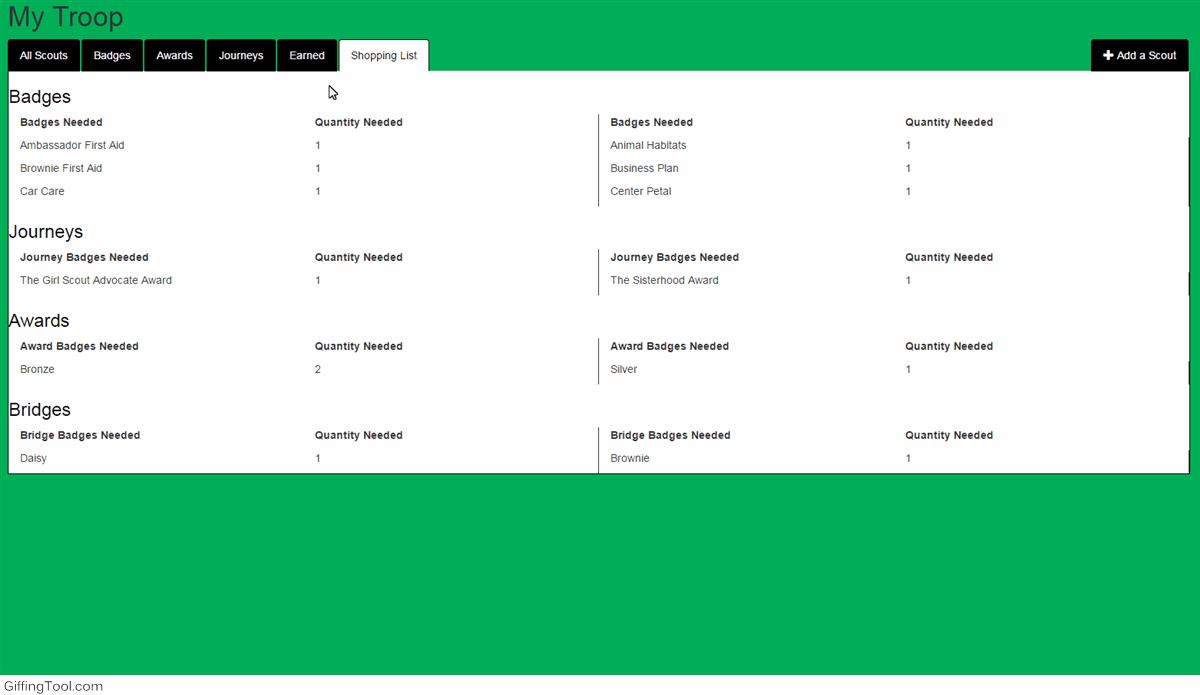 My Troop
All Scouts Badges Awards Journeys Earned Shopping List Add a Scout
Badges
Badges Needed Quantity Needed Badges Needed Quantity Needed
Ambassador First Aid 1 Animal Habitats 1
Brownie First Aid 1 Business Plan 1
Car Care 1 Center Petal 1
Journeys
Journey Badges Needed Quantity Needed Journey Badges Needed Quantity Needed
The Girl Scout Advocate Award 1 The Sisterhood Award 1
Awards
Award Badges Needed Quantity Needed Award Badges Needed Quantity Needed
Bronze 2 Silver 1
Bridges
Bridge Badges Needed Quantity Needed Bridge Badges Needed Quantity Needed
Daisy 1 Brownie 1
GiffingTool.com